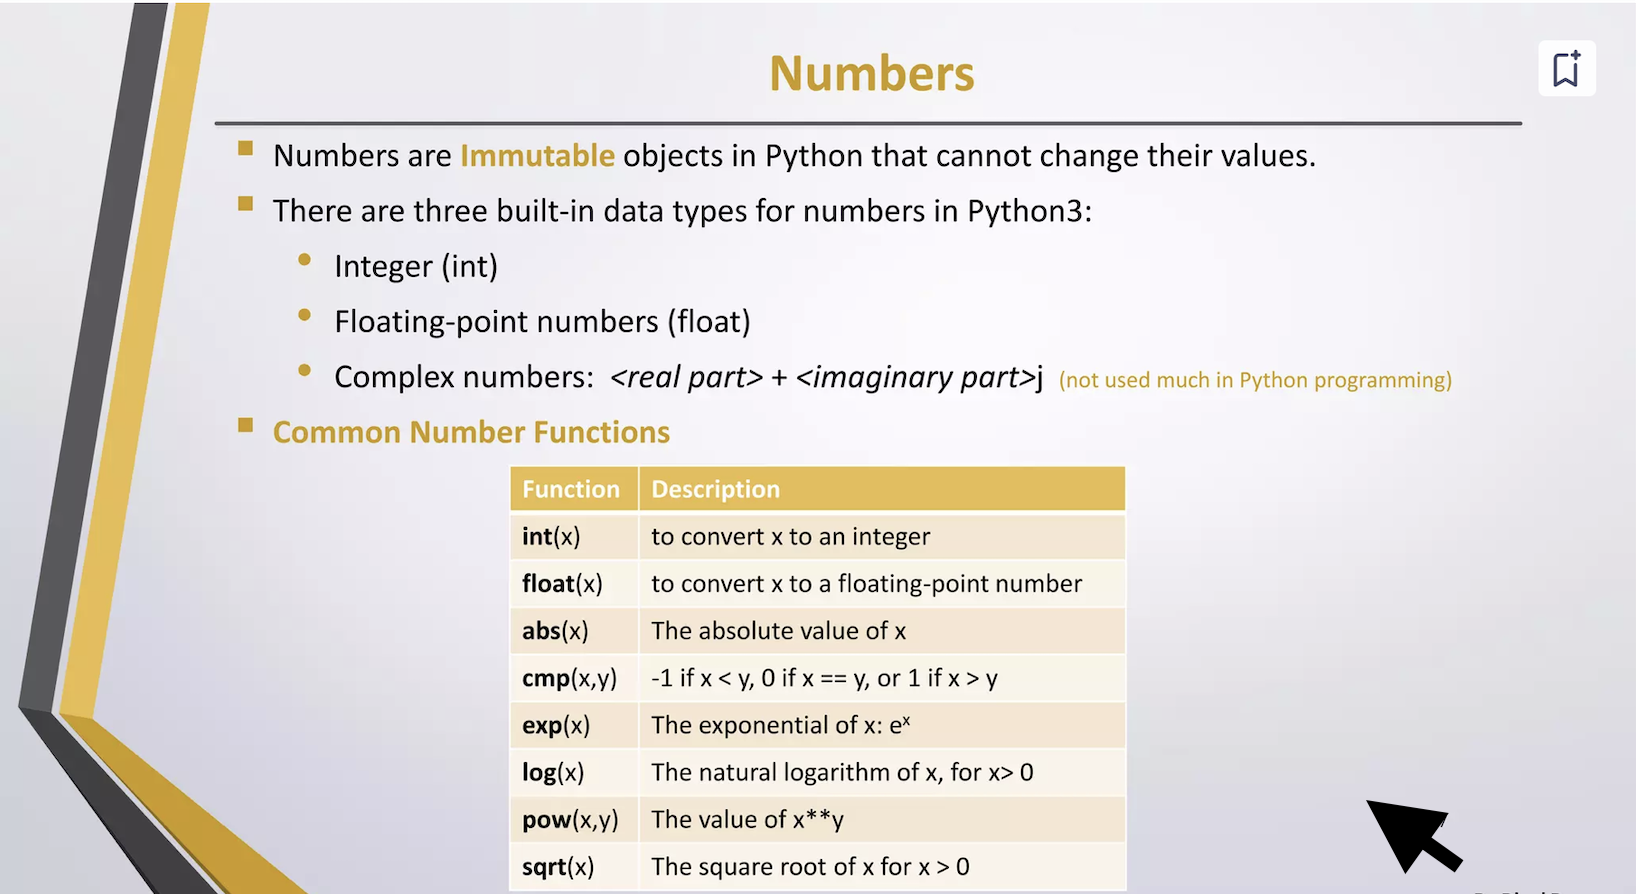 Numbers
Numbers are Immutable objects in Python that cannot change their values.
There are three built-in data types for numbers in Python3:
Integer (int)
Floating-point numbers (float)
Complex numbers: <real part> + <imaginary part>j (not used much in Python programming)
Common Number Functions
Function Description
int(x) to convert x to an integer
float(x) to convert x to a floating-point number
abs(x) The absolute value of x
cmp(x,y) -1 if x < y, 0 if x == y, or 1 if x > y
exp(x) The exponential of x: eˣ
log(x) The natural logarithm of x, for x> 0
pow(x,y) The value of x**y
sqrt(x) The square root of x for x > 0